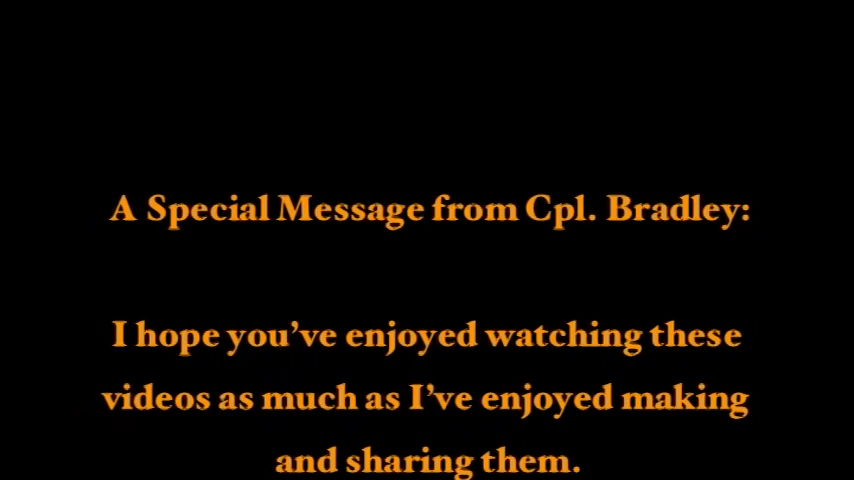 A Special Message from Cpl. Bradley:
I hope you’ve enjoyed watching these
videos as much as I’ve enjoyed making
and sharing them.